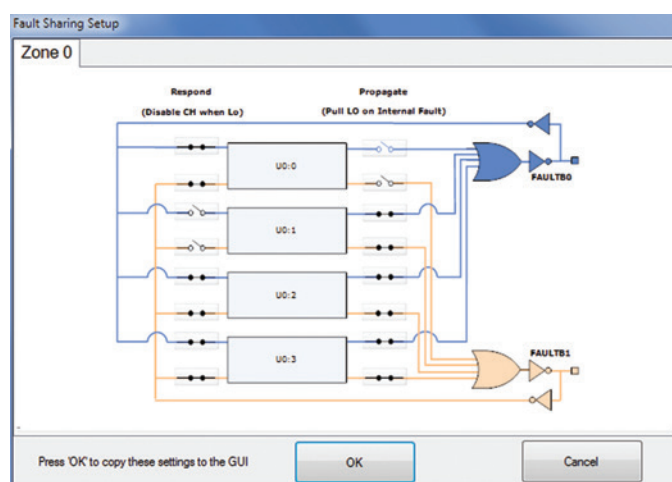 Fault Sharing Setup
Zone 0
Respond
(Disable CH when Lo)
Propagate
(Pull LO on Internal Fault)
U0:0
FAULTB0
U0:1
U0:2
U0:3
FAULTB1
Press 'OK' to copy these settings to the GUI
OK
Cancel